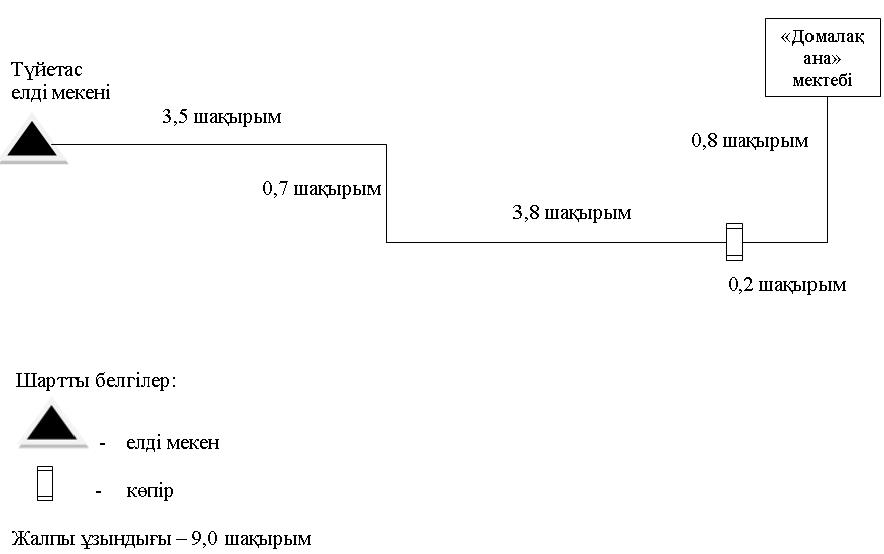 «Домалақ
ана»
мектебі
Түйетас
елді мекені
3,5 шақырым
0,8 шақырым
0,7 шақырым
3,8 шақырым
0,2 шақырым
Шартты белгілер:
- елді мекен
- көпір
Жалпы ұзындығы – 9,0 шақырым